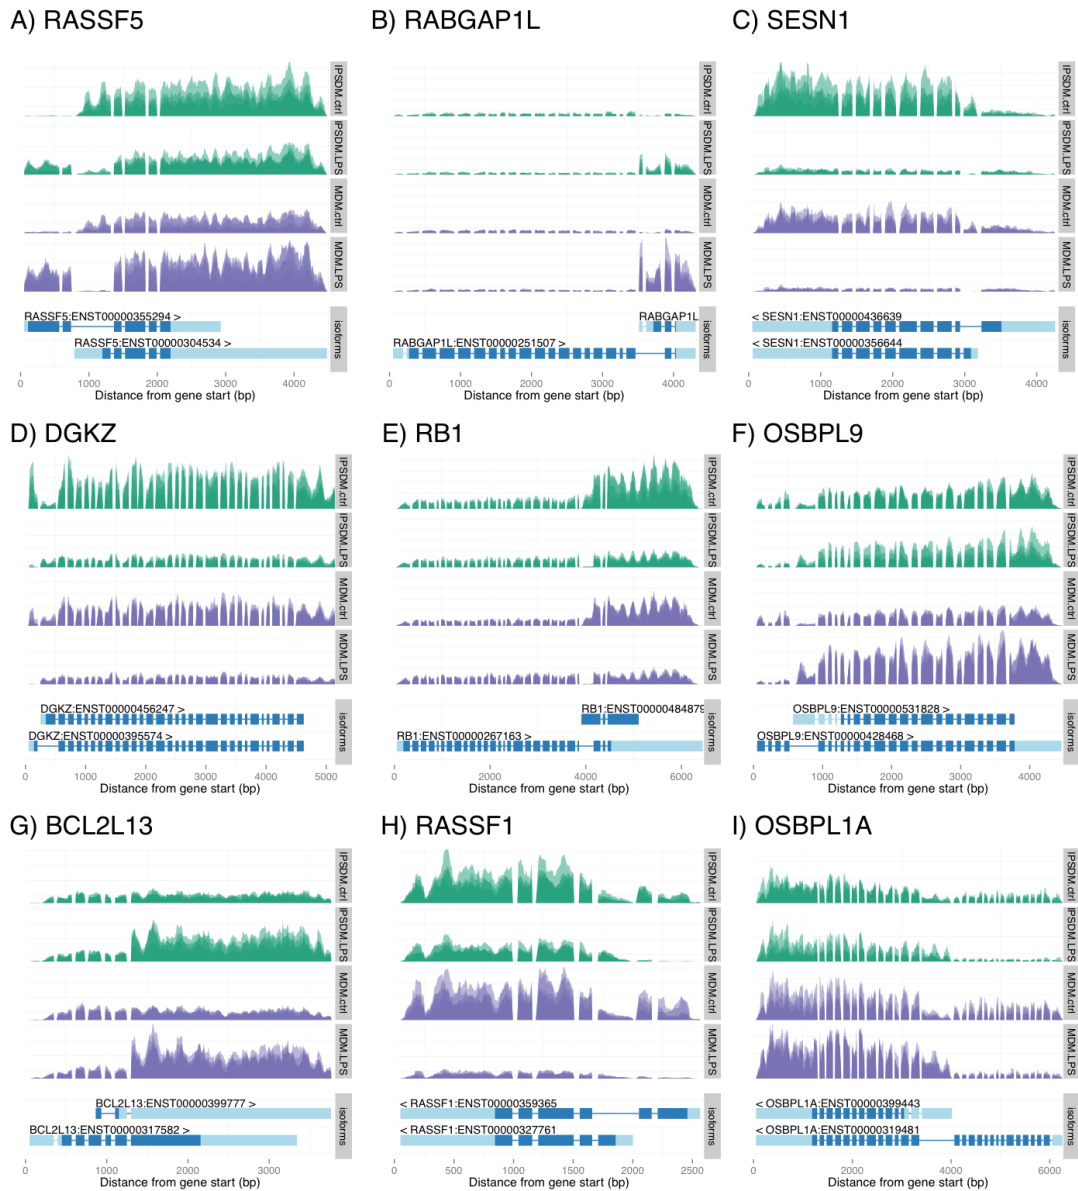 A) RASSF5
IPSDM.ctrl
IPSDM.LPS
MDM.ctrl
MDM.LPS
isoforms
RASSF5:ENST00000355294 >
RASSF5:ENST00000304534 >
0 1000 2000 3000 4000
Distance from gene start (bp)
B) RABGAP1L
IPSDM.ctrl
IPSDM.LPS
MDM.ctrl
MDM.LPS
isoforms
RABGAP1L
RABGAP1L:ENST00000251507 >
0 1000 2000 3000 4000
Distance from gene start (bp)
C) SESN1
IPSDM.ctrl
IPSDM.LPS
MDM.ctrl
MDM.LPS
isoforms
< SESN1:ENST00000436639
< SESN1:ENST00000356644
0 1000 2000 3000 4000
Distance from gene start (bp)
D) DGKZ
IPSDM.ctrl
IPSDM.LPS
MDM.ctrl
MDM.LPS
isoforms
DGKZ:ENST00000456247 >
DGKZ:ENST00000395574 >
0 1000 2000 3000 4000 5000
Distance from gene start (bp)
E) RB1
IPSDM.ctrl
IPSDM.LPS
MDM.ctrl
MDM.LPS
isoforms
RB1:ENST00000484879
RB1:ENST00000267163 >
0 2000 4000 6000
Distance from gene start (bp)
F) OSBPL9
IPSDM.ctrl
IPSDM.LPS
MDM.ctrl
MDM.LPS
isoforms
OSBPL9:ENST00000531828 >
OSBPL9:ENST00000428468 >
0 1000 2000 3000 4000
Distance from gene start (bp)
G) BCL2L13
IPSDM.ctrl
IPSDM.LPS
MDM.ctrl
MDM.LPS
isoforms
BCL2L13:ENST00000399777 >
BCL2L13:ENST00000317582 >
0 1000 2000 3000
Distance from gene start (bp)
H) RASSF1
IPSDM.ctrl
IPSDM.LPS
MDM.ctrl
MDM.LPS
isoforms
< RASSF1:ENST00000359365
< RASSF1:ENST00000327761
0 500 1000 1500 2000 2500
Distance from gene start (bp)
I) OSBPL1A
IPSDM.ctrl
IPSDM.LPS
MDM.ctrl
MDM.LPS
isoforms
< OSBPL1A:ENST00000399443
< OSBPL1A:ENST00000319481
0 2000 4000 6000
Distance from gene start (bp)